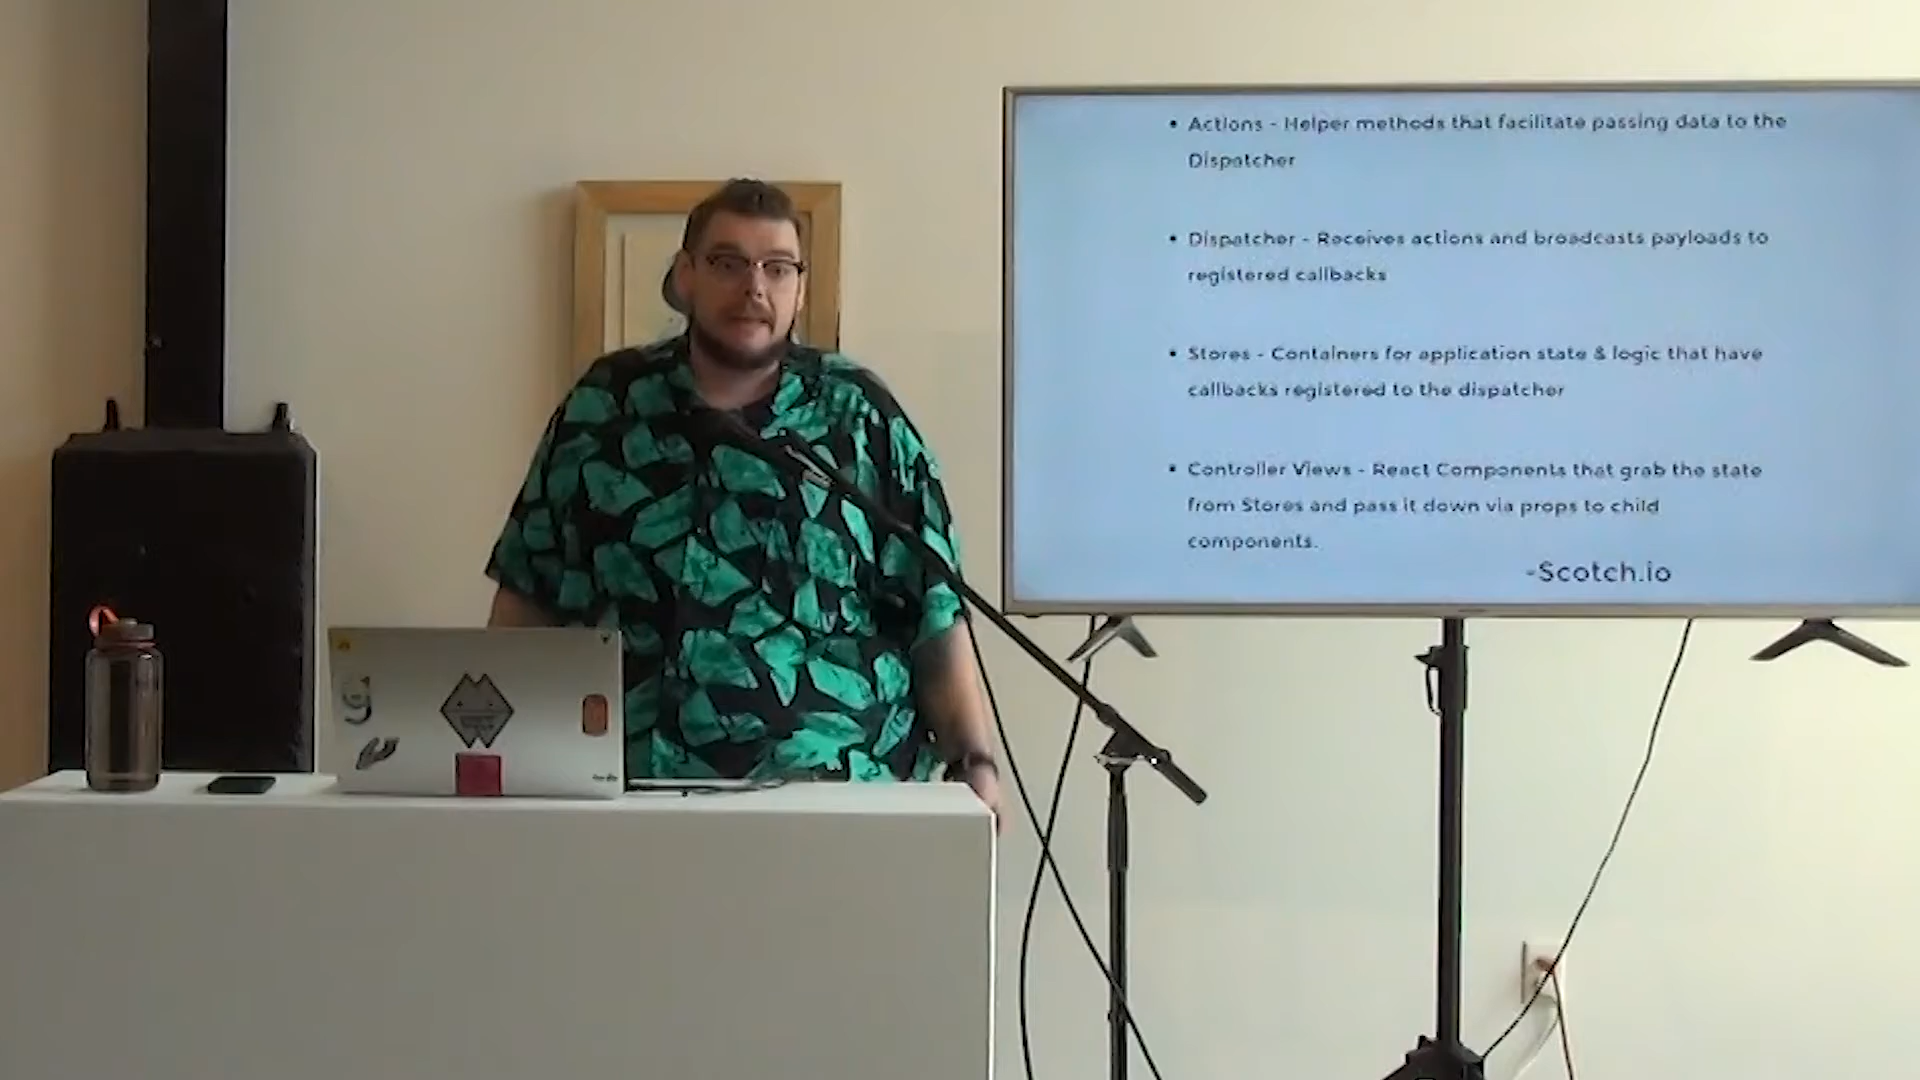 • Actions - Helper methods that facilitate passing data to the
Dispatcher
• Dispatcher - Receives actions and broadcasts payloads to
registered callbacks
• Stores - Containers for application state & logic that have
callbacks registered to the dispatcher
• Controller Views - React Components that grab the state
from Stores and pass it down via props to child
components.
-Scotch.io